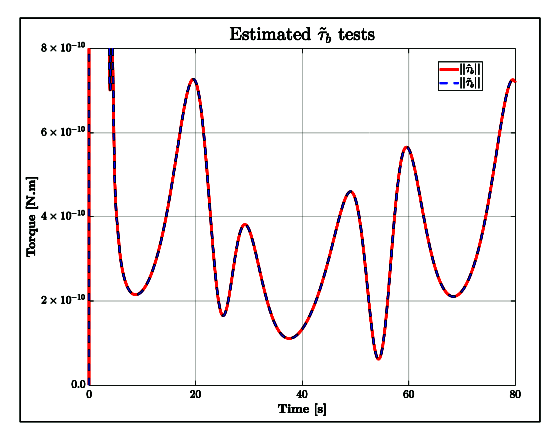 Estimated τ̃_b tests
||τ̂_b||
||τ̃_b||
8 × 10⁻¹⁰
6 × 10⁻¹⁰
4 × 10⁻¹⁰
2 × 10⁻¹⁰
0.0
Torque [N.m]
0 20 40 60 80
Time [s]